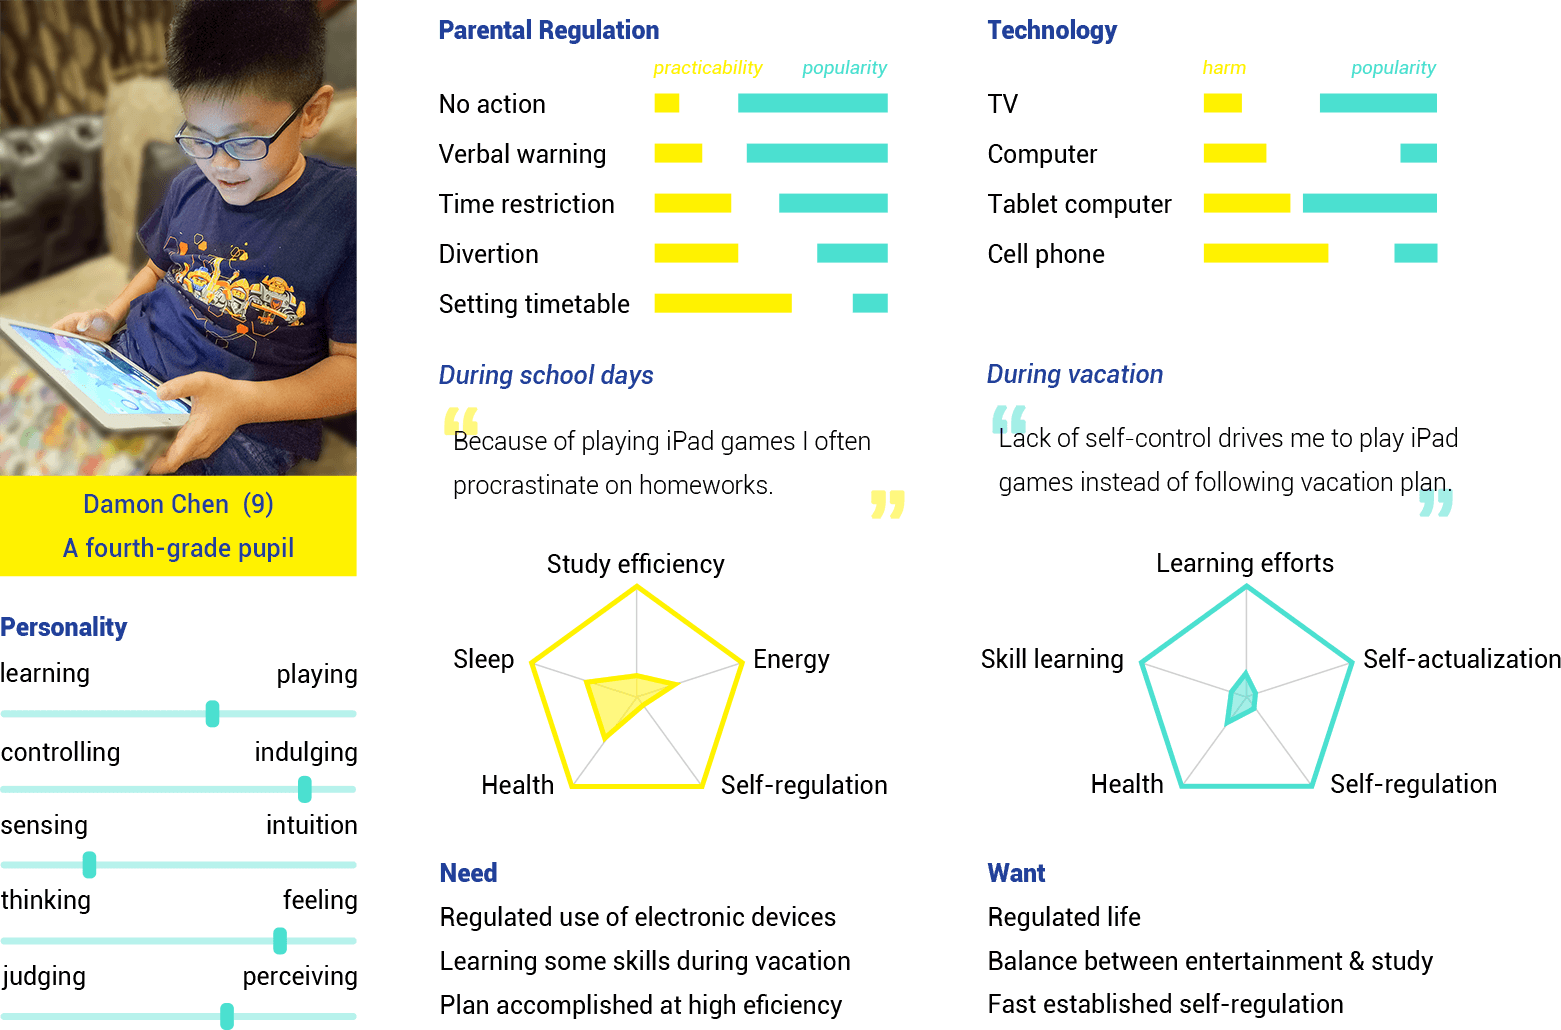 Damon Chen (9)
A fourth-grade pupil
Personality
learning playing
controlling indulging
sensing intuition
thinking feeling
judging perceiving
Parental Regulation
practicability popularity
No action
Verbal warning
Time restriction
Divertion
Setting timetable
Technology
harm popularity
TV
Computer
Tablet computer
Cell phone
During school days
“Because of playing iPad games I often
procrastinate on homeworks.”
During vacation
“Lack of self-control drives me to play iPad
games instead of following vacation plan.”
Study efficiency
Sleep Energy
Health Self-regulation
Learning efforts
Skill learning Self-actualization
Health Self-regulation
Need
Regulated use of electronic devices
Learning some skills during vacation
Plan accomplished at high eficiency
Want
Regulated life
Balance between entertainment & study
Fast established self-regulation